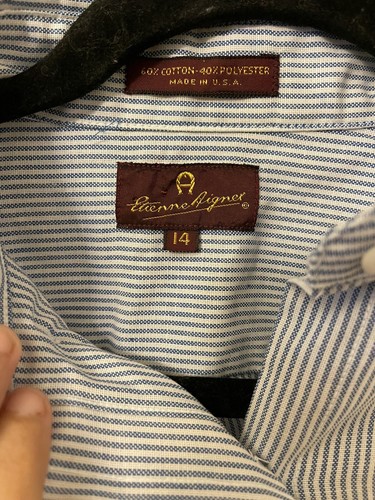 60% COTTON-40% POLYESTER
MADE IN U.S.A.
Etienne Aigner ©
14